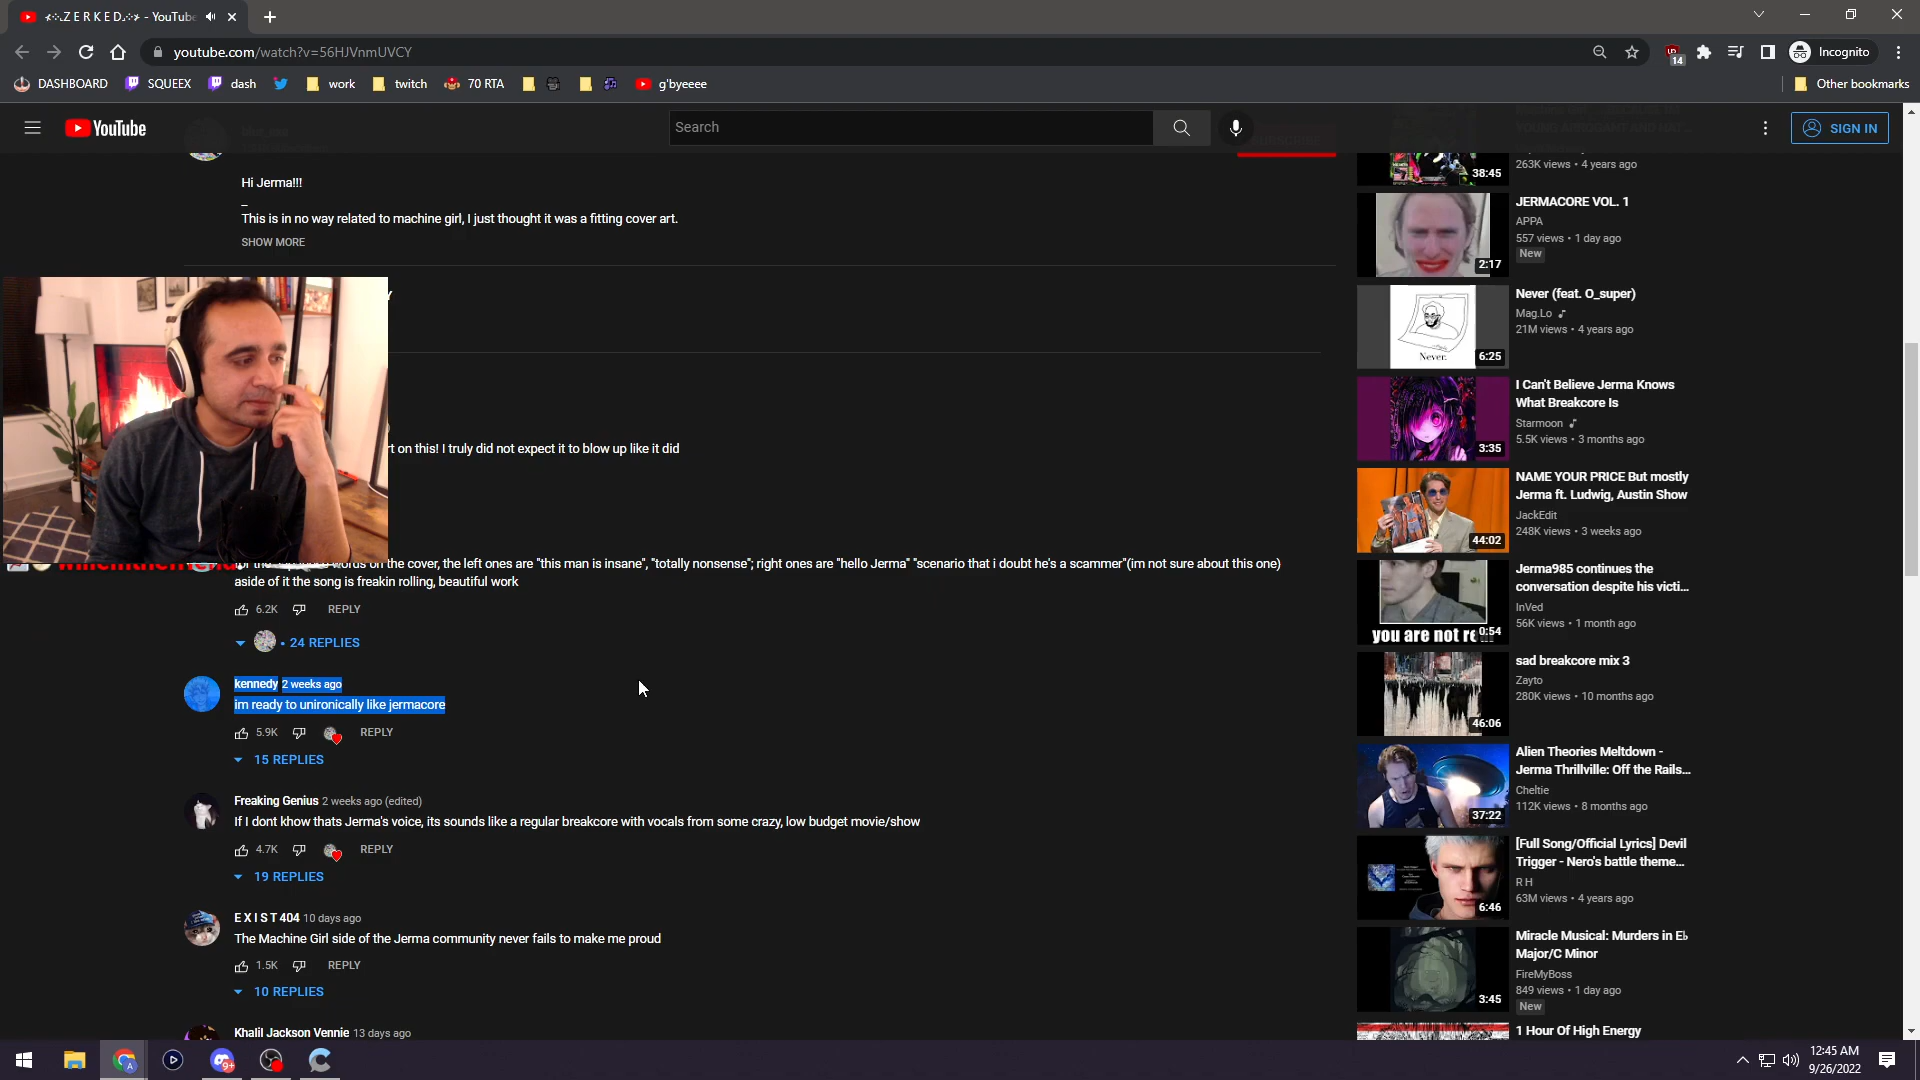 ꮓ E R K E D - YouTube
youtube.com/watch?v=56HJVnmUVCY
14
Incognito
DASHBOARD
SQUEEX
dash
work
twitch
70 RTA
g'byeeee
Other bookmarks
YouTube
Search
SIGN IN
Hi Jerma!!!
_
This is in no way related to machine girl, I just thought it was a fitting cover art.
SHOW MORE
t on this! I truly did not expect it to blow up like it did
words on the cover, the left ones are "this man is insane", "totally nonsense"; right ones are "hello Jerma" "scenario that i doubt he's a scammer"(im not sure about this one)
aside of it the song is freakin rolling, beautiful work
6.2K
REPLY
24 REPLIES
kennedy 2 weeks ago
im ready to unironically like jermacore
5.9K
REPLY
15 REPLIES
Freaking Genius 2 weeks ago (edited)
If I dont khow thats Jerma's voice, its sounds like a regular breakcore with vocals from some crazy, low budget movie/show
4.7K
REPLY
19 REPLIES
E X I S T 404 10 days ago
The Machine Girl side of the Jerma community never fails to make me proud
1.5K
REPLY
10 REPLIES
Khalil Jackson Vennie 13 days ago
263K views • 4 years ago
38:45
JERMACORE VOL. 1
APPA
557 views • 1 day ago
New
2:17
Never (feat. O_super)
Mag.Lo
21M views • 4 years ago
Never.
6:25
I Can't Believe Jerma Knows
What Breakcore Is
Starmoon
5.5K views • 3 months ago
3:35
NAME YOUR PRICE But mostly
Jerma ft. Ludwig, Austin Show
JackEdit
248K views • 3 weeks ago
44:02
Jerma985 continues the
conversation despite his victi...
InVed
56K views • 1 month ago
you are not re
0:54
sad breakcore mix 3
Zayto
280K views • 10 months ago
46:06
Alien Theories Meltdown -
Jerma Thrillville: Off the Rails...
Cheltie
112K views • 8 months ago
37:22
[Full Song/Official Lyrics] Devil
Trigger - Nero's battle theme...
R H
63M views • 4 years ago
6:46
Miracle Musical: Murders in E♭
Major/C Minor
FireMyBoss
849 views • 1 day ago
New
3:45
1 Hour Of High Energy
9+
12:45 AM
9/26/2022